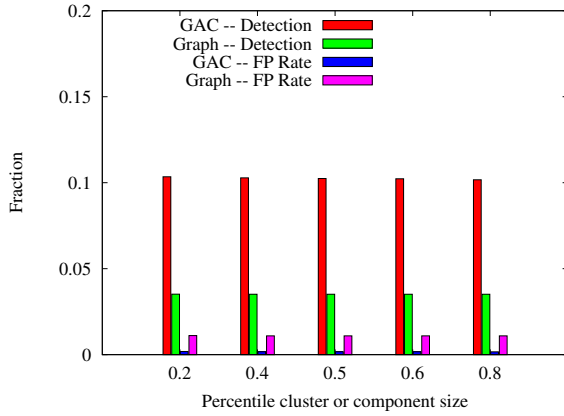 GAC -- Detection
Graph -- Detection
GAC -- FP Rate
Graph -- FP Rate
0.2
0.15
0.1
0.05
0
Fraction
0.2 0.4 0.5 0.6 0.8
Percentile cluster or component size